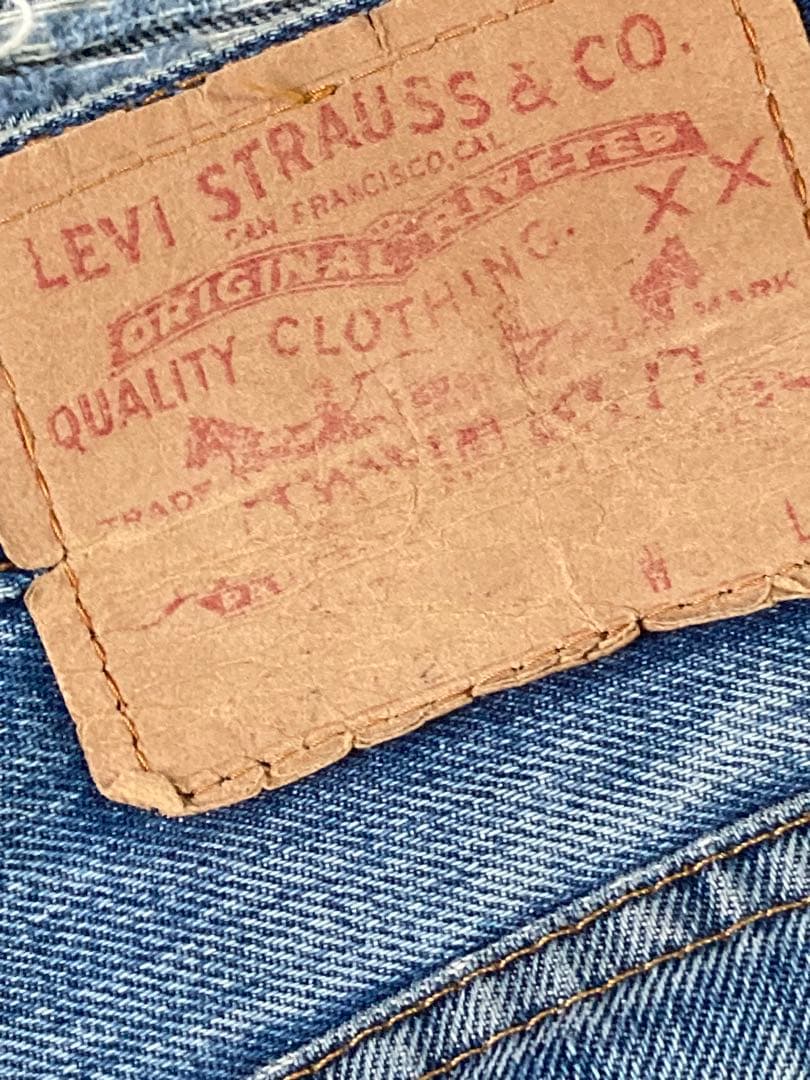 LEVI STRAUSS & CO.
SAN FRANCISCO, CAL
ORIGINAL RIVETED
QUALITY CLOTHING.
XX
TRADE MARK
W L